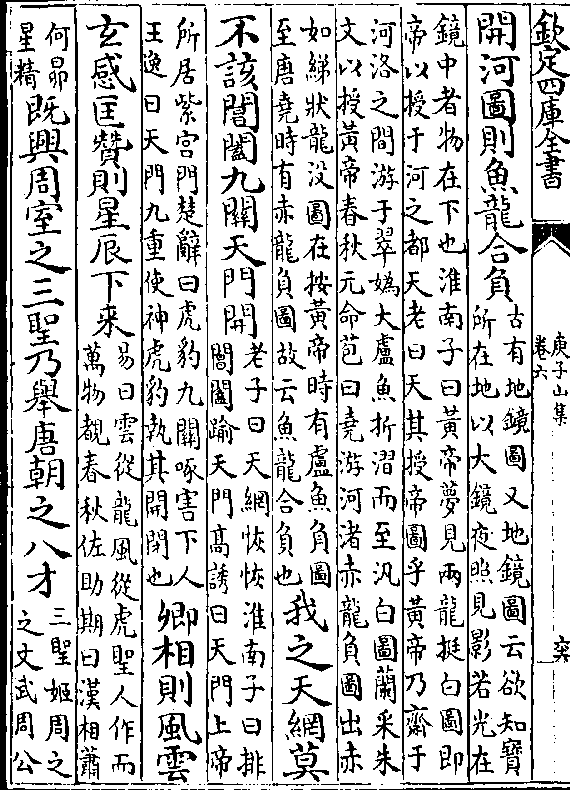 欽定四庫全書
庚子山集
卷六
開河圖則魚龍合負
古有地鏡圖又地鏡圖云欲知寶
所在地以大鏡夜照見影若光在
鏡中者物在下也淮南子曰黃帝夢見兩龍挺白圖即
帝以授于河之都天老曰天其授帝圖乎黃帝乃齋于
河洛之間游于翠媯大盧魚折溜而至汎白圖蘭采朱
文以授黃帝春秋元命苞曰堯游河渚赤龍負圖出赤
如綈狀龍没圖在按黃帝時有盧魚負圖
至唐堯時有赤龍負圖故云魚龍合負也
我之天網莫
不該閶闔九關天門開
老子曰天網恢恢淮南子曰排
閶闔踰天門高誘曰天門上帝
所居紫宫門楚辭曰虎豹九關啄害下人
王逸曰天門九重使神虎豹執其開閉也
卿相則風雲
玄感匡贊則星辰下来
易曰雲從龍風從虎聖人作而
萬物覩春秋佐助期曰漢相蕭
何昴
星精
既興周室之三聖乃舉唐朝之八才
三聖姬周之
之文武周公